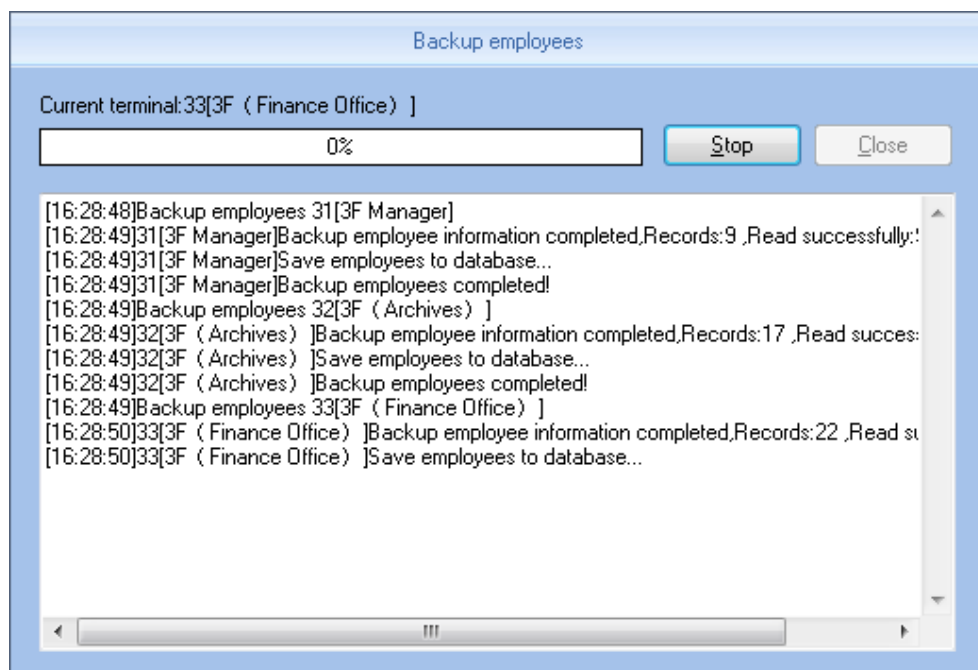 Backup employees
Current terminal:33[3F（Finance Office）]
0%
Stop
Close
[16:28:48]Backup employees 31[3F Manager]
[16:28:49]31[3F Manager]Backup employee information completed,Records:9 ,Read successfully:
[16:28:49]31[3F Manager]Save employees to database...
[16:28:49]31[3F Manager]Backup employees completed!
[16:28:49]Backup employees 32[3F（Archives）]
[16:28:49]32[3F（Archives）]Backup employee information completed,Records:17 ,Read
[16:28:49]32[3F（Archives）]Save employees to database...
[16:28:49]32[3F（Archives）]Backup employees completed!
[16:28:49]Backup employees 33[3F（Finance Office）]
[16:28:50]33[3F（Finance Office）]Backup employee information completed,Records:22 ,Read
[16:28:50]33[3F（Finance Office）]Save employees to database...